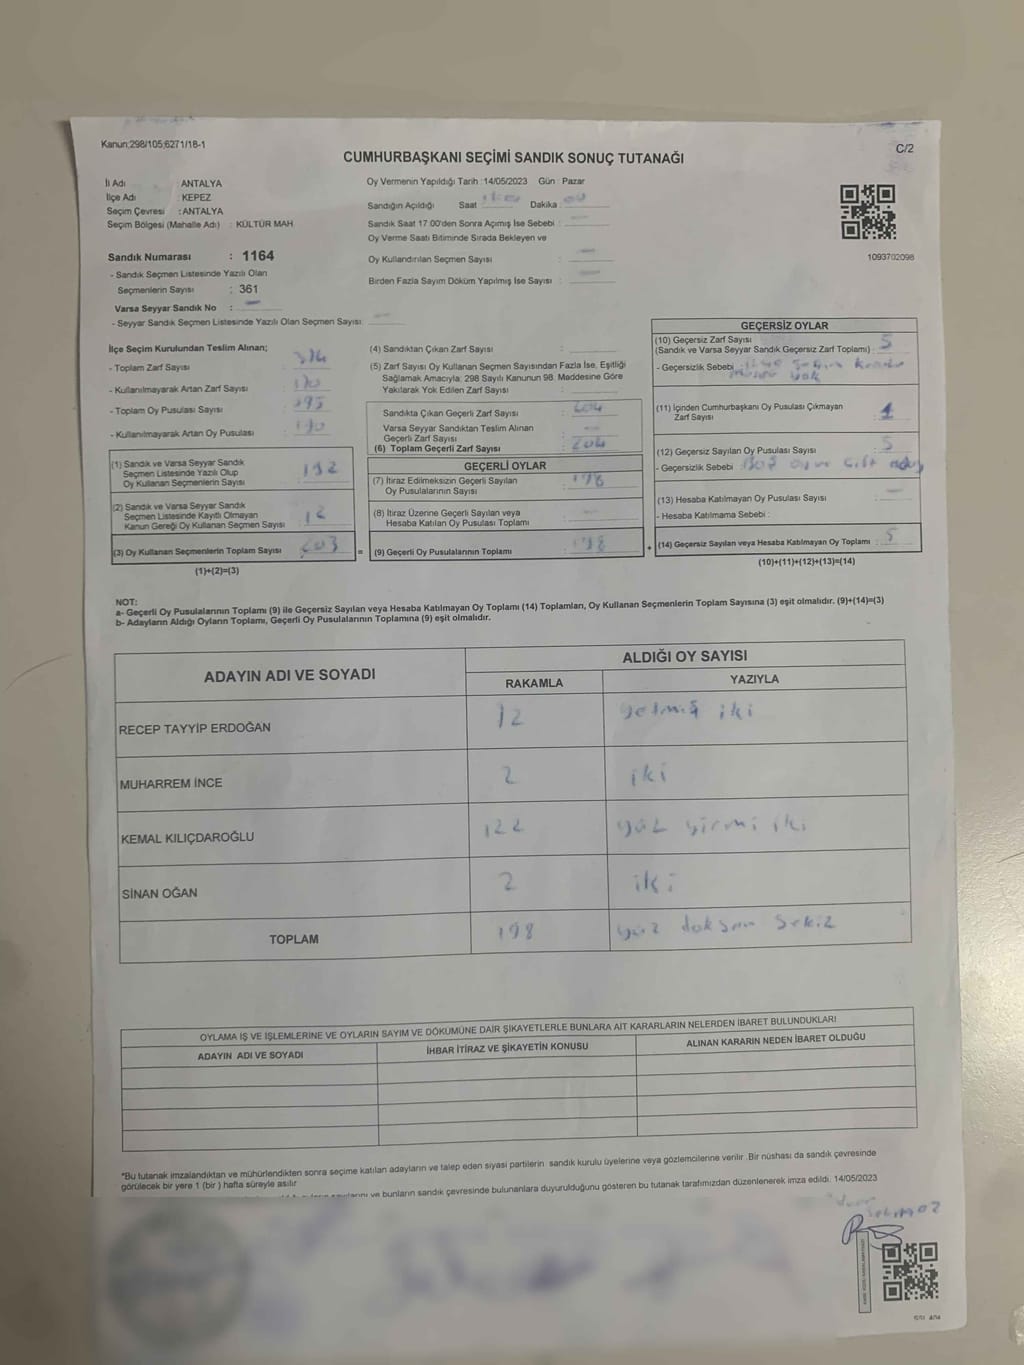 Kanun;298/105;6271/18-1
C/2
CUMHURBAŞKANI SEÇİMİ SANDIK SONUÇ TUTANAĞI
İli Adı : ANTALYA
İlçe Adı : KEPEZ
Seçim Çevresi : ANTALYA
Seçim Bölgesi (Mahalle Adı) : KÜLTÜR MAH
Oy Vermenin Yapıldığı Tarih :14/05/2023 Gün : Pazar
Sandığın Açıldığı Saat Dakika
Sandık Saat 17:00'den Sonra Açımış İse Sebebi :
Oy Verme Saati Bitiminde Sırada Bekleyen ve
Oy Kullandırılan Seçmen Sayısı :
Birden Fazla Sayım Döküm Yapılmış İse Sayısı :
1093702098
Sandık Numarası : 1164
- Sandık Seçmen Listesinde Yazılı Olan
Seçmenlerin Sayısı : 361
Varsa Seyyar Sandık No : -
- Seyyar Sandık Seçmen Listesinde Yazılı Olan Seçmen Sayısı:
İlçe Seçim Kurulundan Teslim Alınan;
- Toplam Zarf Sayısı
- Kullanılmayarak Artan Zarf Sayısı
- Toplam Oy Pusulası Sayısı
- Kullanılmayarak Artan Oy Pusulası
(1) Sandık ve Varsa Seyyar Sandık
Seçmen Listesinde Yazılı Olup
Oy Kullanan Seçmenlerin Sayısı :
(2) Sandık ve Varsa Seyyar Sandık
Seçmen Listesinde Kayıtlı Olmayan
Kanun Gereği Oy Kullanan Seçmen Sayısı : 12
(3) Oy Kullanan Seçmenlerin Toplam Sayısı : 203
(1)+(2)=(3)
(4) Sandıktan Çıkan Zarf Sayısı :
(5) Zarf Sayısı Oy Kullanan Seçmen Sayısından Fazla İse, Eşitliği
Sağlamak Amacıyla; 298 Sayılı Kanunun 98. Maddesine Göre
Yakılarak Yok Edilen Zarf Sayısı :
Sandıkta Çıkan Geçerli Zarf Sayısı : 204
Varsa Seyyar Sandıktan Teslim Alınan
Geçerli Zarf Sayısı : -
(6) Toplam Geçerli Zarf Sayısı : 204
GEÇERLİ OYLAR
(7) İtiraz Edilmeksizin Geçerli Sayılan
Oy Pusulalarının Sayısı : 198
(8) İtiraz Üzerine Geçerli Sayılan veya
Hesaba Katılan Oy Pusulası Toplamı : -
= (9) Geçerli Oy Pusulalarının Toplamı : 198
GEÇERSİZ OYLAR
(10) Geçersiz Zarf Sayısı
(Sandık ve Varsa Seyyar Sandık Geçersiz Zarf Toplamı) : 5
- Geçersizlik Sebebi yok
(11) İçinden Cumhurbaşkanı Oy Pusulası Çıkmayan
Zarf Sayısı : 1
(12) Geçersiz Sayılan Oy Pusulası Sayısı : 5
- Geçersizlik Sebebi : Boş oy ve çift
(13) Hesaba Katılmayan Oy Pusulası Sayısı : -
- Hesaba Katılmama Sebebi :
+ (14) Geçersiz Sayılan veya Hesaba Katılmayan Oy Toplamı : 5
(10)+(11)+(12)+(13)=(14)
NOT:
a- Geçerli Oy Pusulalarının Toplamı (9) ile Geçersiz Sayılan veya Hesaba Katılmayan Oy Toplamı (14) Toplamları, Oy Kullanan Seçmenlerin Toplam Sayısına (3) eşit olmalıdır. (9)+(14)=(3)
b- Adayların Aldığı Oyların Toplamı, Geçerli Oy Pusulalarının Toplamına (9) eşit olmalıdır.
ADAYIN ADI VE SOYADI
ALDIĞI OY SAYISI
RAKAMLA
YAZIYLA
RECEP TAYYİP ERDOĞAN 72 yetmiş iki
MUHARREM İNCE 2 iki
KEMAL KILIÇDAROĞLU 122 yüz yirmi iki
SİNAN OĞAN 2 iki
TOPLAM 198 yüz doksan sekiz
OYLAMA İŞ VE İŞLEMLERİNE VE OYLARIN SAYIM VE DÖKÜMÜNE DAİR ŞİKAYETLERLE BUNLARA AİT KARARLARIN NELERDEN İBARET BULUNDUKLARI
ADAYIN ADI VE SOYADI
İHBAR İTİRAZ VE ŞİKAYETİN KONUSU
ALINAN KARARIN NEDEN İBARET OLDUĞU
*Bu tutanak imzalandıktan ve mühürlendikten sonra seçime katılan adayların ve talep eden siyasi partilerin sandık kurulu üyelerine veya gözlemcilerine verilir .Bir nüshası da sandık çevresinde
görülecek bir yere 1 (bir ) hafta süreyle asılır
ve bunların sandık çevresinde bulunanlara duyurulduğunu gösteren bu tutanak tarafımızdan düzenlenerek imza edildi. 14/05/2023